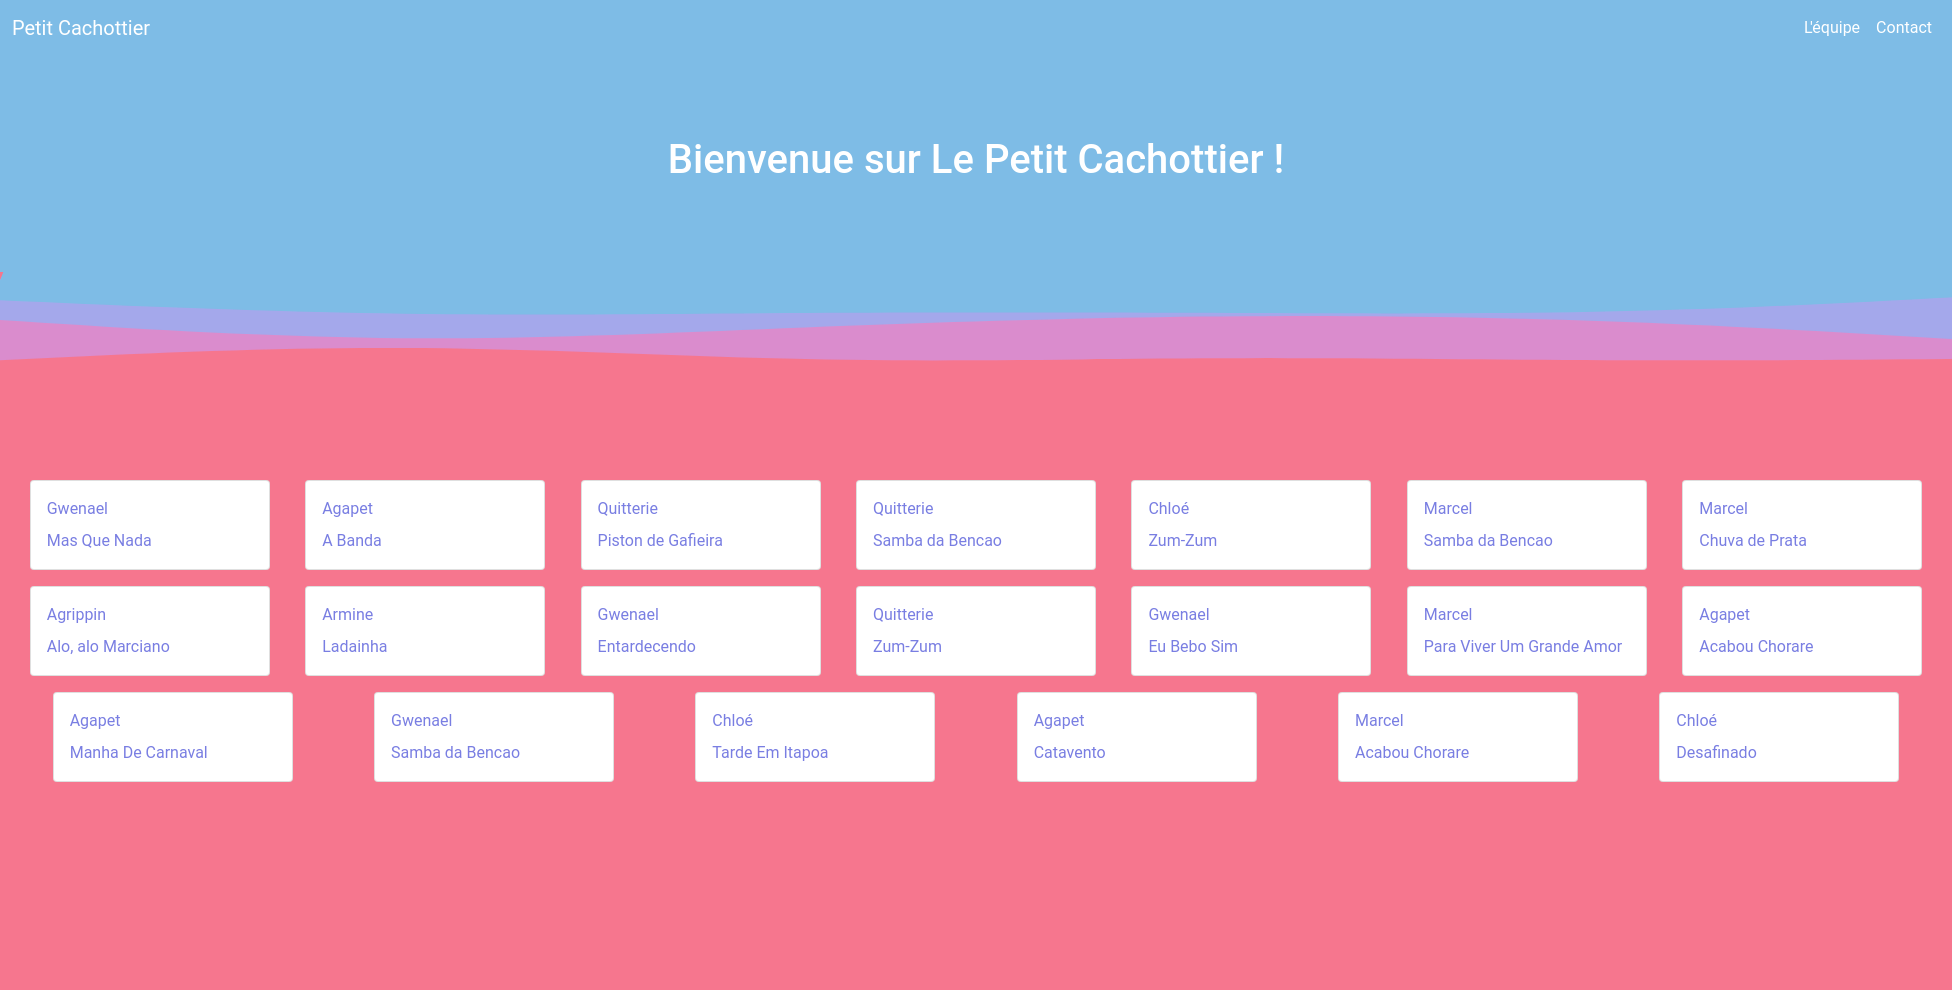 Petit Cachottier
L'équipe Contact
Bienvenue sur Le Petit Cachottier !
Gwenael
Mas Que Nada
Agapet
A Banda
Quitterie
Piston de Gafieira
Quitterie
Samba da Bencao
Chloé
Zum-Zum
Marcel
Samba da Bencao
Marcel
Chuva de Prata
Agrippin
Alo, alo Marciano
Armine
Ladainha
Gwenael
Entardecendo
Quitterie
Zum-Zum
Gwenael
Eu Bebo Sim
Marcel
Para Viver Um Grande Amor
Agapet
Acabou Chorare
Agapet
Manha De Carnaval
Gwenael
Samba da Bencao
Chloé
Tarde Em Itapoa
Agapet
Catavento
Marcel
Acabou Chorare
Chloé
Desafinado